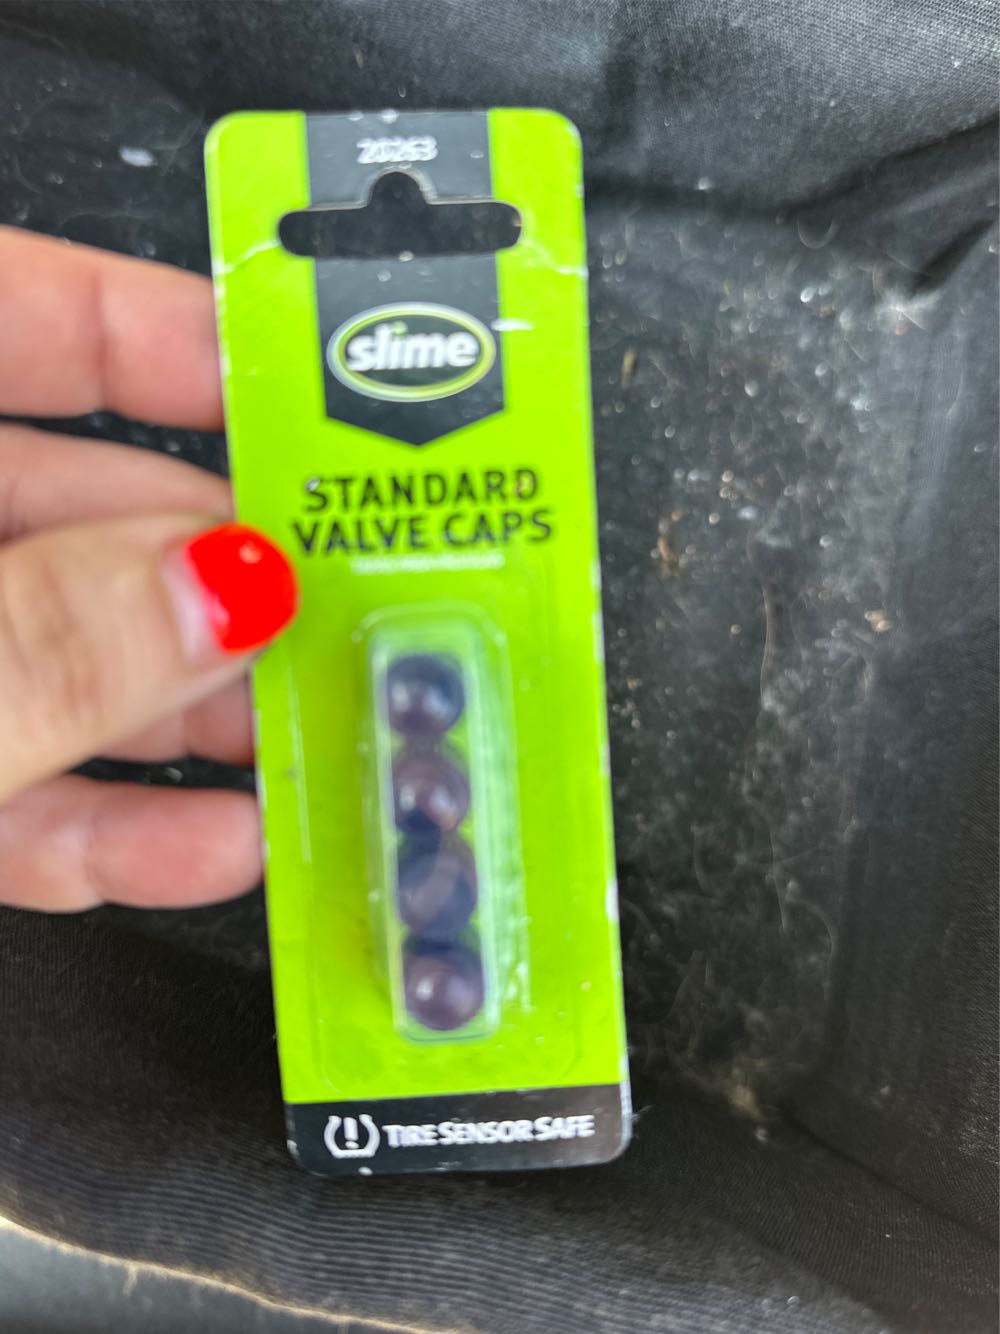 20263
slime
STANDARD
VALVE CAPS
TIRE SENSOR SAFE